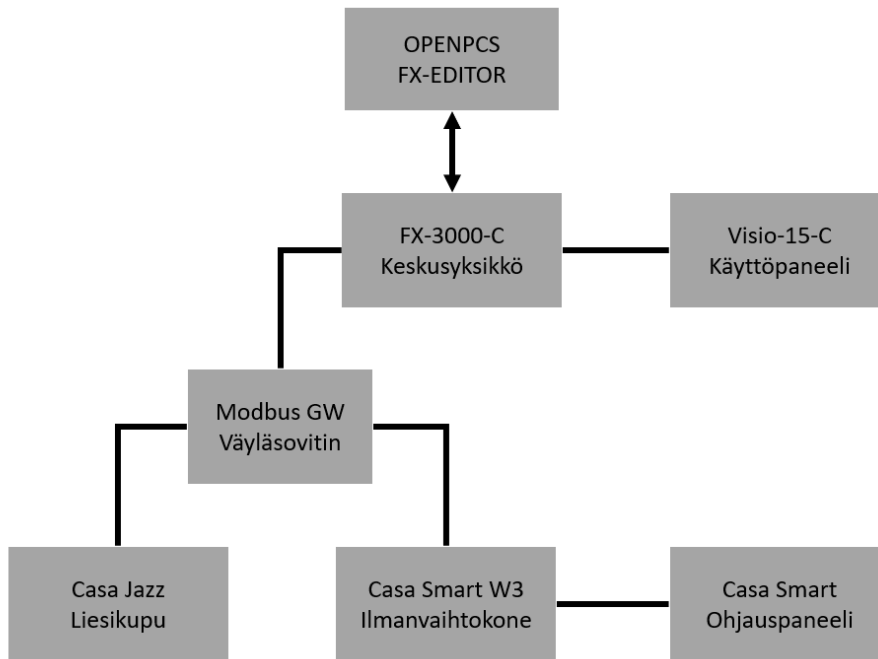 OPENPCS
FX-EDITOR
FX-3000-C
Keskusyksikkö
Visio-15-C
Käyttöpaneeli
Modbus GW
Väyläsovitin
Casa Jazz
Liesikupu
Casa Smart W3
Ilmanvaihtokone
Casa Smart
Ohjauspaneeli